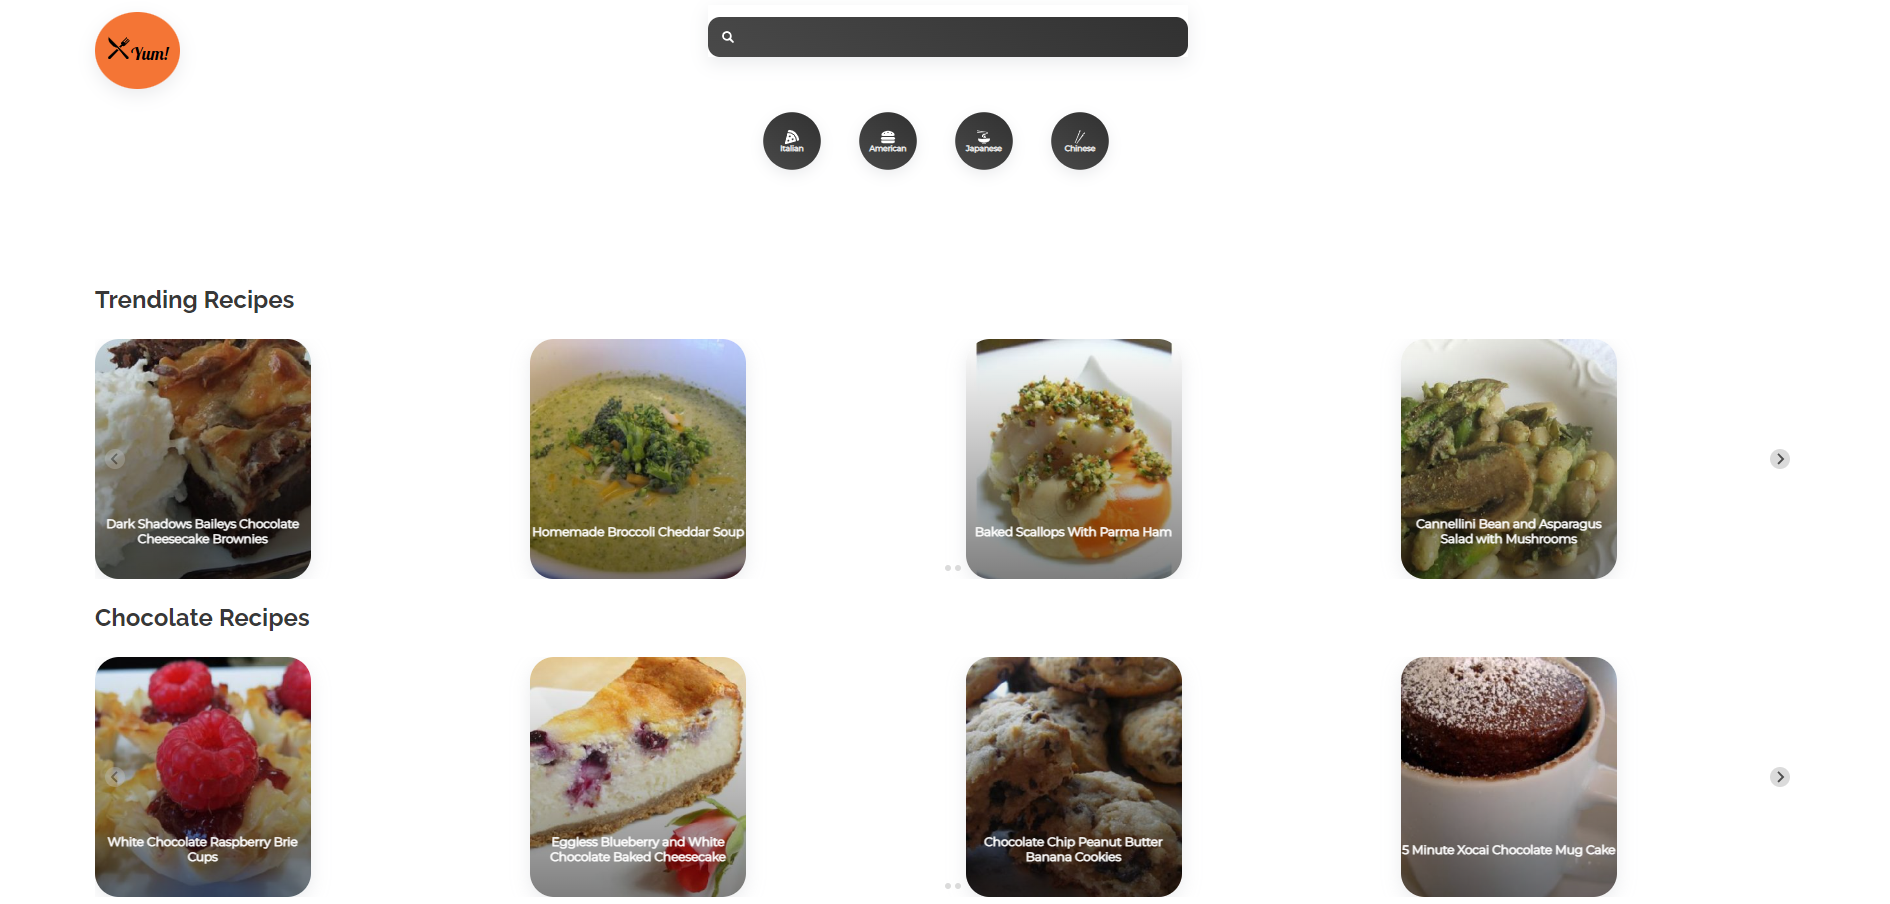 Yum!
Italian
American
Japanese
Chinese
Trending Recipes
Dark Shadows Baileys Chocolate
Cheesecake Brownies
Homemade Broccoli Cheddar Soup
Baked Scallops With Parma Ham
Cannellini Bean and Asparagus
Salad with Mushrooms
Chocolate Recipes
White Chocolate Raspberry Brie
Cups
Eggless Blueberry and White
Chocolate Baked Cheesecake
Chocolate Chip Peanut Butter
Banana Cookies
5 Minute Xocai Chocolate Mug Cake